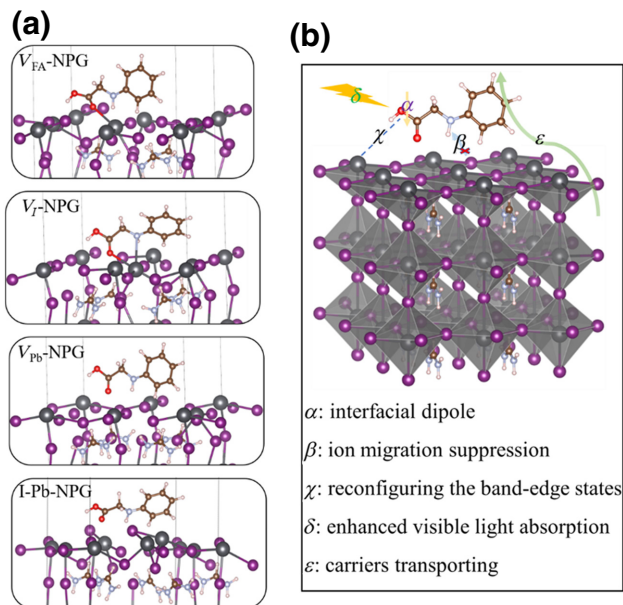 (a)
V_FA-NPG
V_I-NPG
V_Pb-NPG
I-Pb-NPG
(b)
δ
α
χ
β
ε
α: interfacial dipole
β: ion migration suppression
χ: reconfiguring the band-edge states
δ: enhanced visible light absorption
ε: carriers transporting